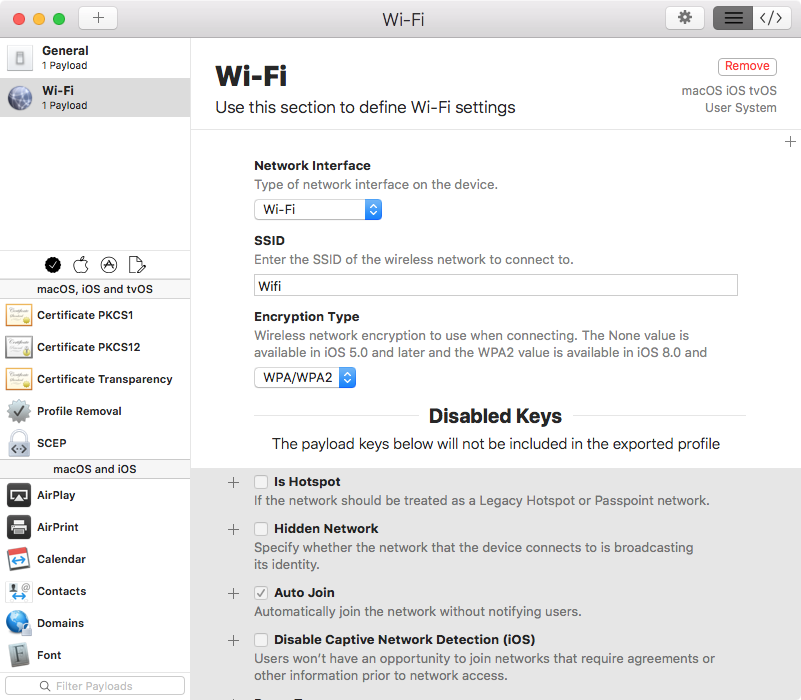 Wi-Fi
</>
General
1 Payload
Wi-Fi
1 Payload
macOS, iOS and tvOS
Certificate PKCS1
Certificate PKCS12
Certificate Transparency
Profile Removal
SCEP
macOS and iOS
AirPlay
AirPrint
Calendar
Contacts
Domains
Font
Filter Payloads
Wi-Fi
Remove
Use this section to define Wi-Fi settings
macOS iOS tvOS
User System
Network Interface
Type of network interface on the device.
Wi-Fi
SSID
Enter the SSID of the wireless network to connect to.
Wifi
Encryption Type
Wireless network encryption to use when connecting. The None value is
available in iOS 5.0 and later and the WPA2 value is available in iOS 8.0 and
WPA/WPA2
Disabled Keys
The payload keys below will not be included in the exported profile
Is Hotspot
If the network should be treated as a Legacy Hotspot or Passpoint network.
Hidden Network
Specify whether the network that the device connects to is broadcasting
its identity.
Auto Join
Automatically join the network without notifying users.
Disable Captive Network Detection (iOS)
Users won't have an opportunity to join networks that require agreements or
other information prior to network access.